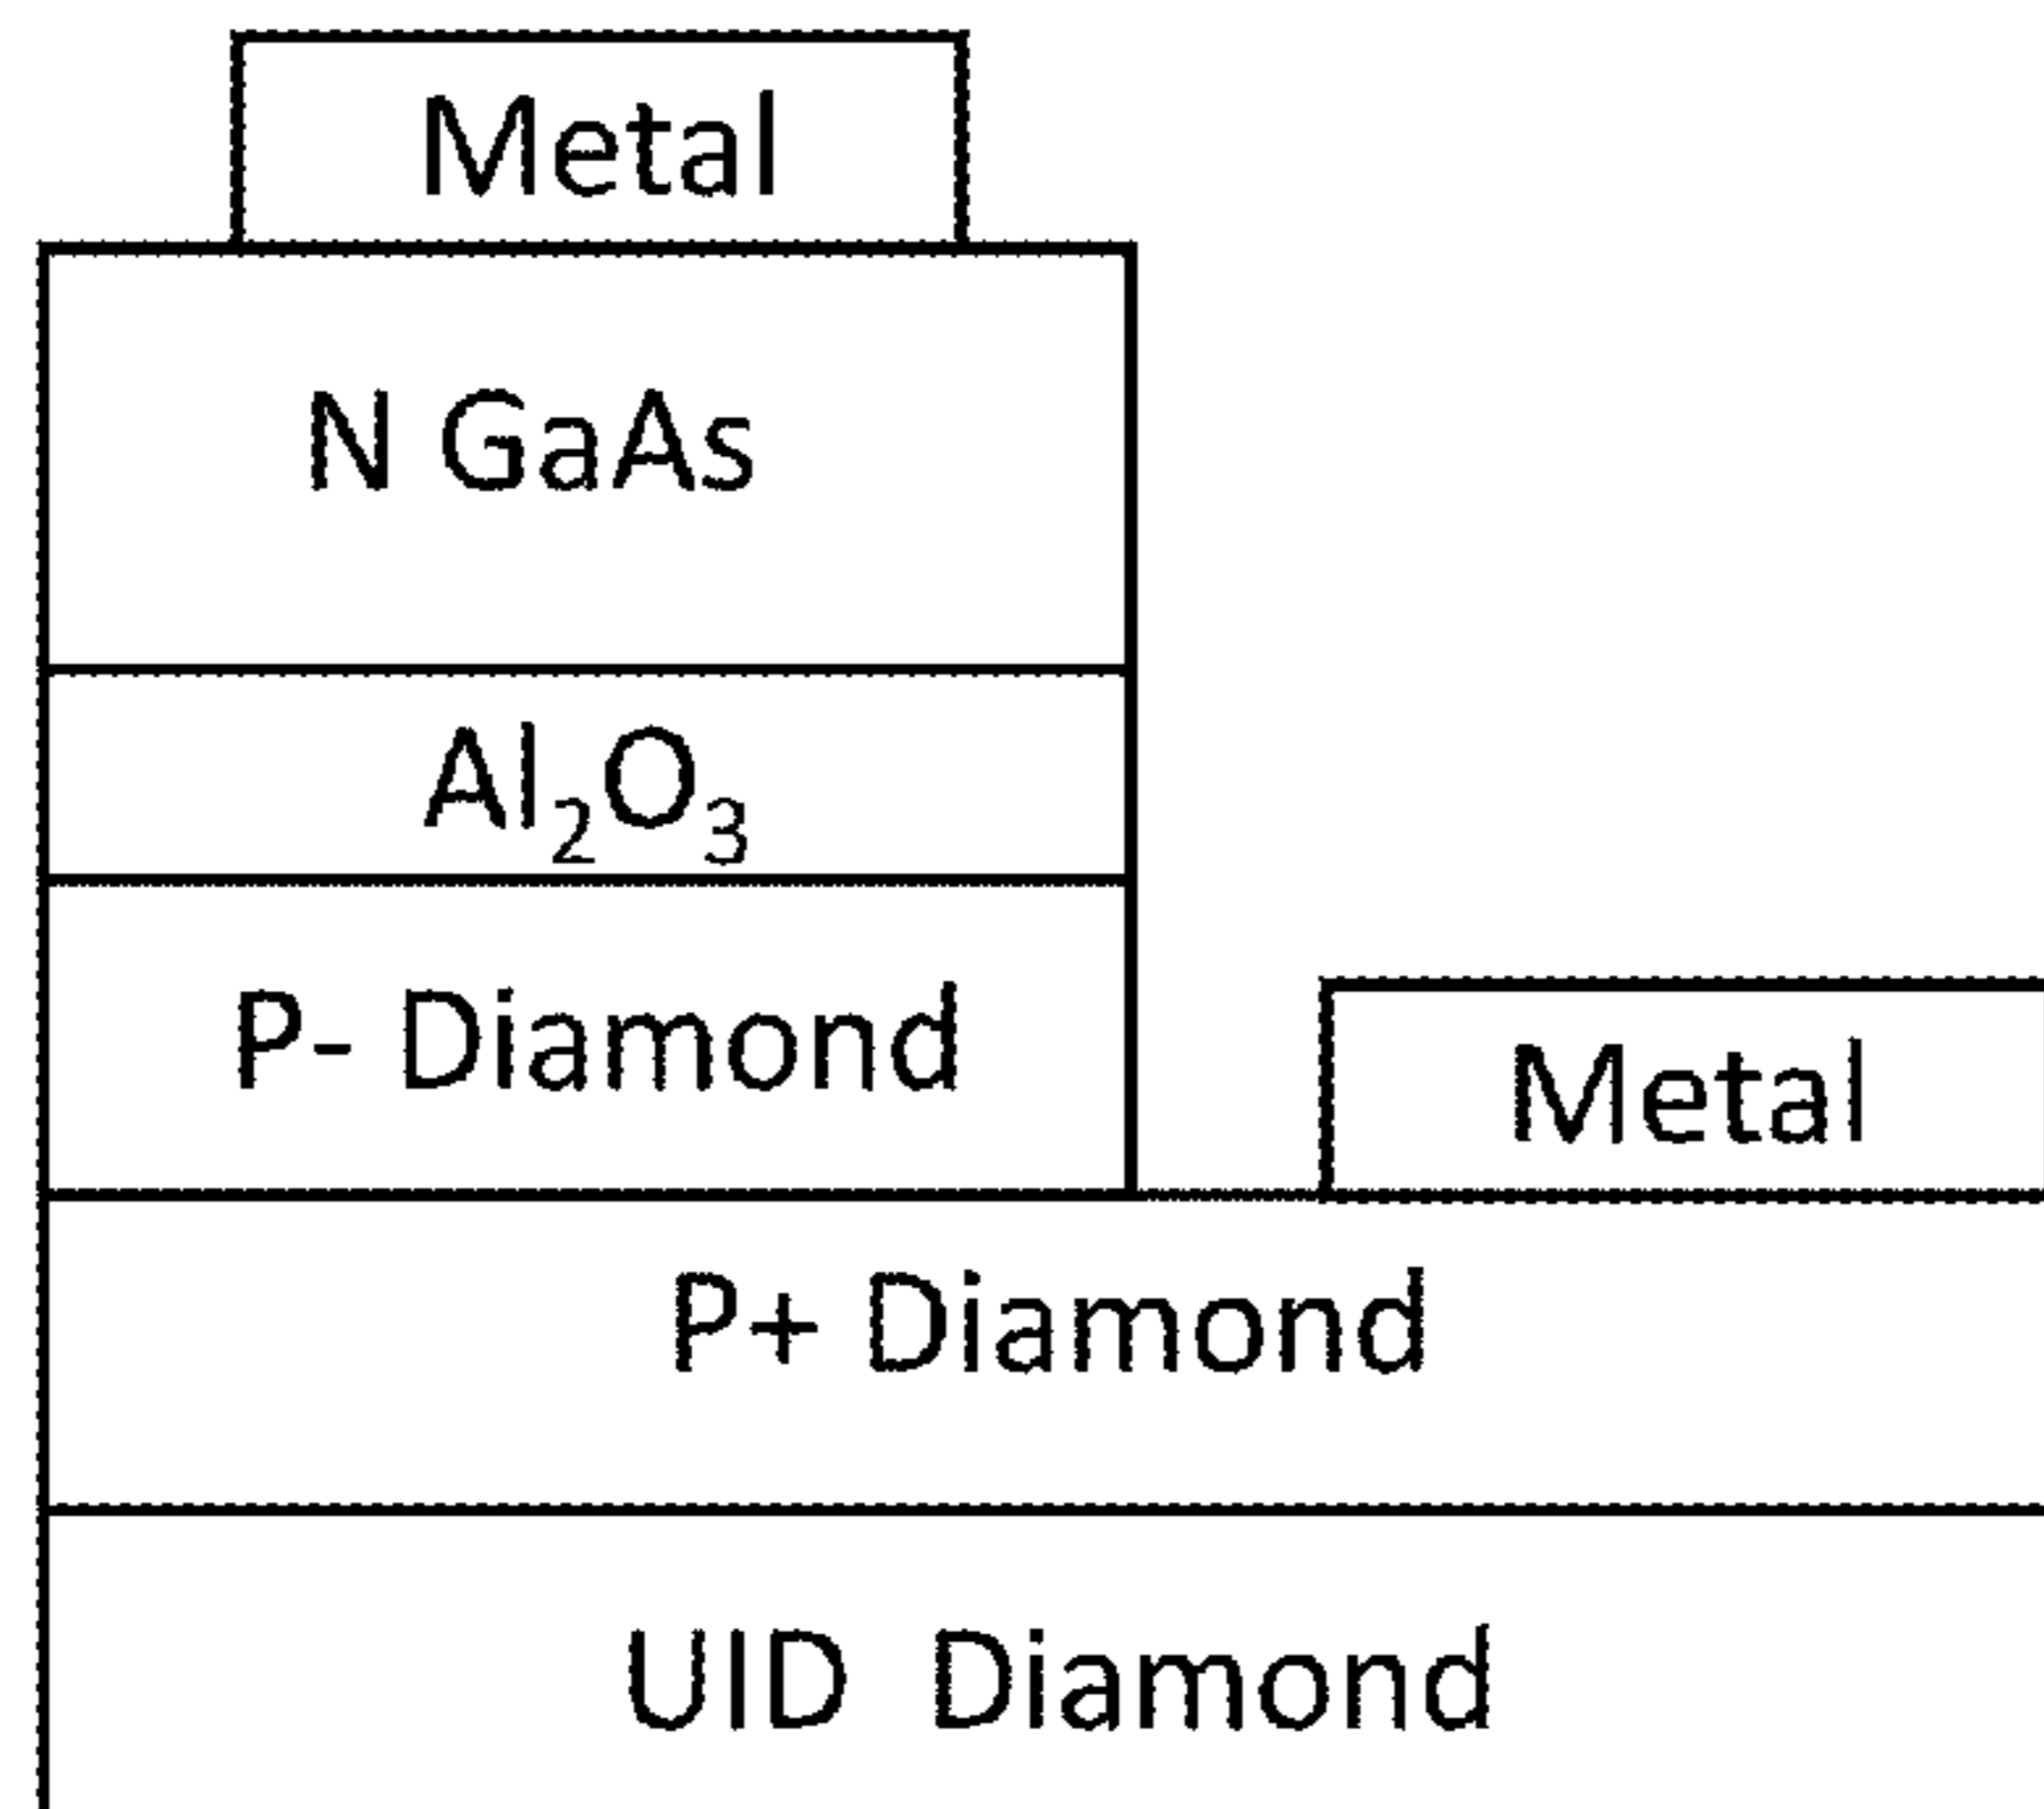 Metal
N GaAs
Al₂O₃
P- Diamond
Metal
P+ Diamond
UID Diamond